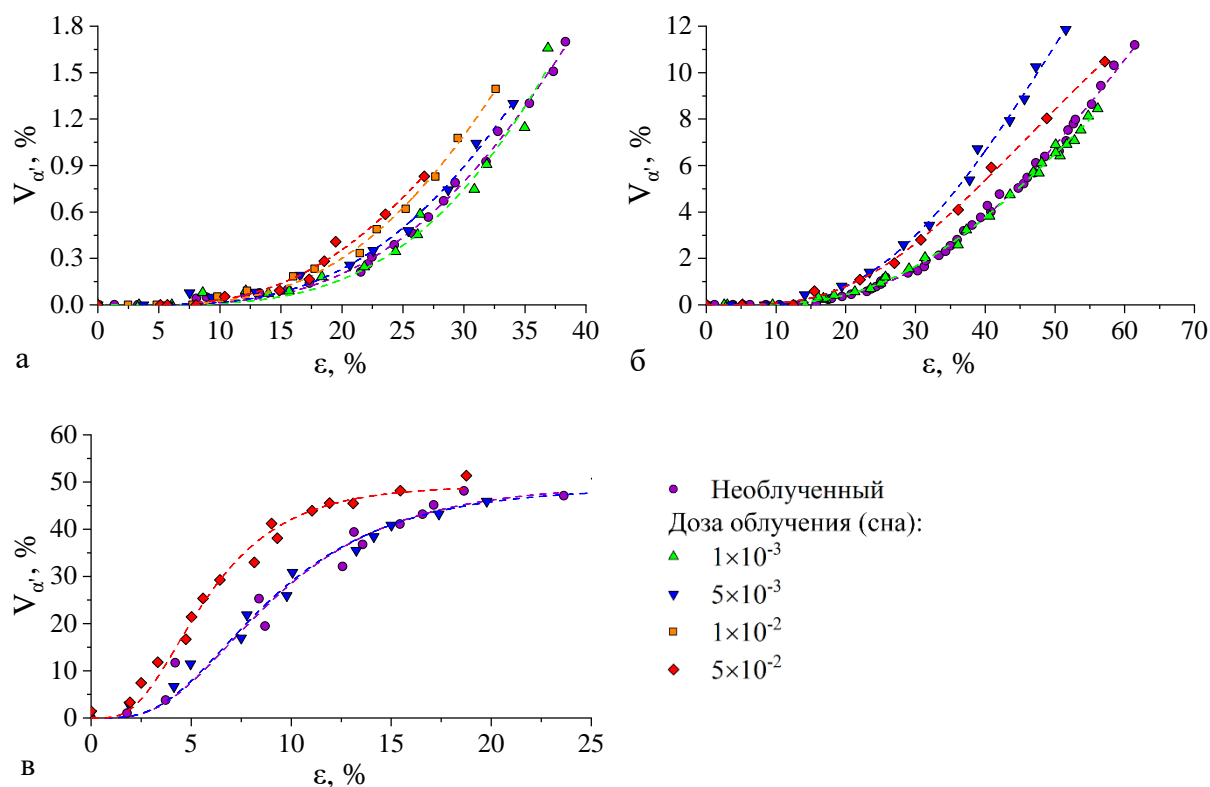 1.8
1.5
1.2
0.9
0.6
0.3
0.0
V_α', %
0 5 10 15 20 25 30 35 40
ε, %
а
12
10
8
6
4
2
0
V_α', %
0 10 20 30 40 50 60 70
ε, %
б
60
50
40
30
20
10
0
V_α', %
0 5 10 15 20 25
ε, %
в
Необлученный
Доза облучения (сна):
1×10⁻³
5×10⁻³
1×10⁻²
5×10⁻²